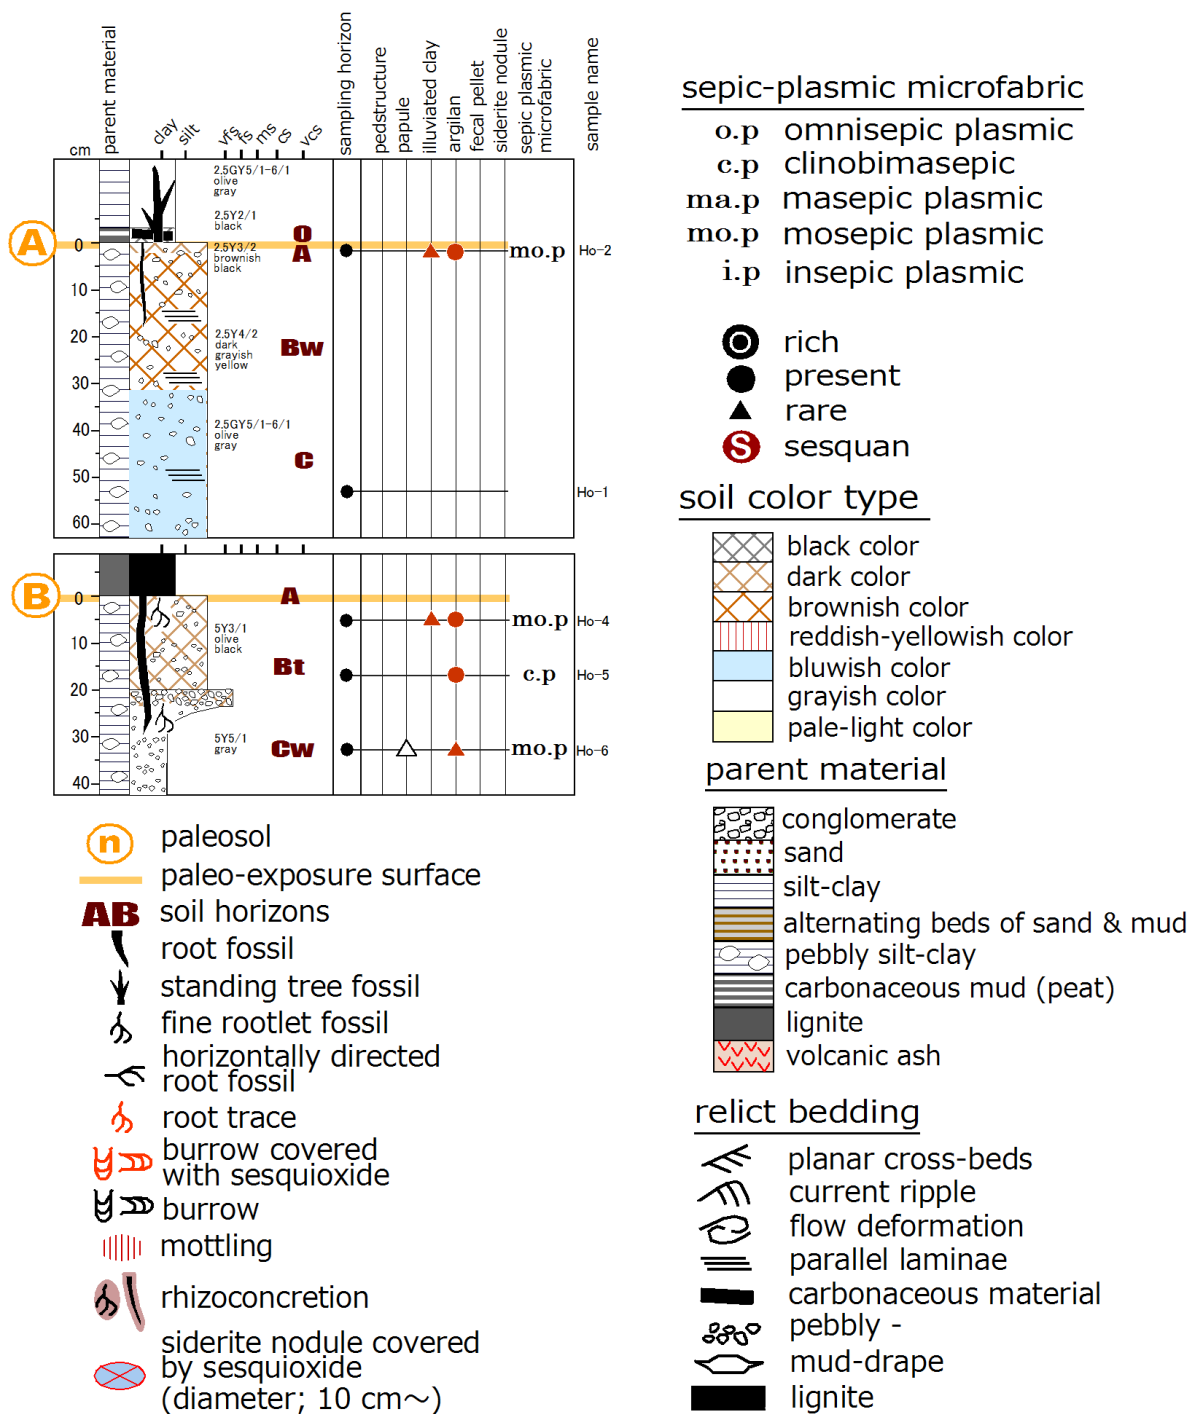 parent material
clay
silt
vfs
fs
ms
cs
vcs
sampling horizon
pedstructure
papule
illuviated clay
argilan
fecal pellet
siderite nodule
sepic plasmic
microfabric
sample name
cm
2.5GY5/1-6/1
olive
gray
2.5Y2/1
black
O
A
0
2.5Y3/2
brownish
black
A
mo.p
Ho-2
10
20
2.5Y4/2
dark
grayish
yellow
Bw
30
40
2.5GY5/1-6/1
olive
gray
C
50
Ho-1
60
B
0
A
mo.p
Ho-4
10
5Y3/1
olive
black
Bt
c.p
Ho-5
20
30
5Y5/1
gray
Cw
mo.p
Ho-6
40
n
paleosol
paleo-exposure surface
AB
soil horizons
root fossil
standing tree fossil
fine rootlet fossil
horizontally directed
root fossil
root trace
burrow covered
with sesquioxide
burrow
mottling
rhizoconcretion
siderite nodule covered
by sesquioxide
(diameter; 10 cm～)
sepic-plasmic microfabric
o.p omnisepic plasmic
c.p clinobimasepic
ma.p masepic plasmic
mo.p mosepic plasmic
i.p insepic plasmic
rich
present
rare
S sesquan
soil color type
black color
dark color
brownish color
reddish-yellowish color
bluwish color
grayish color
pale-light color
parent material
conglomerate
sand
silt-clay
alternating beds of sand & mud
pebbly silt-clay
carbonaceous mud (peat)
lignite
volcanic ash
relict bedding
planar cross-beds
current ripple
flow deformation
parallel laminae
carbonaceous material
pebbly -
mud-drape
lignite